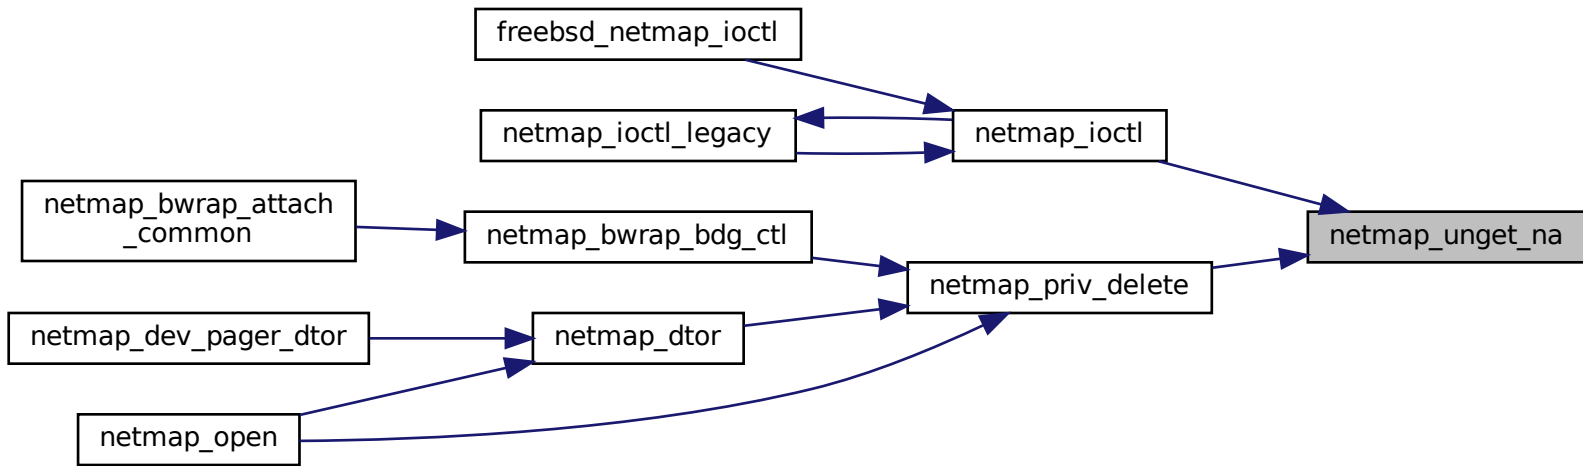 freebsd_netmap_ioctl
netmap_ioctl_legacy
netmap_ioctl
netmap_bwrap_attach
_common
netmap_bwrap_bdg_ctl
netmap_unget_na
netmap_priv_delete
netmap_dev_pager_dtor
netmap_dtor
netmap_open